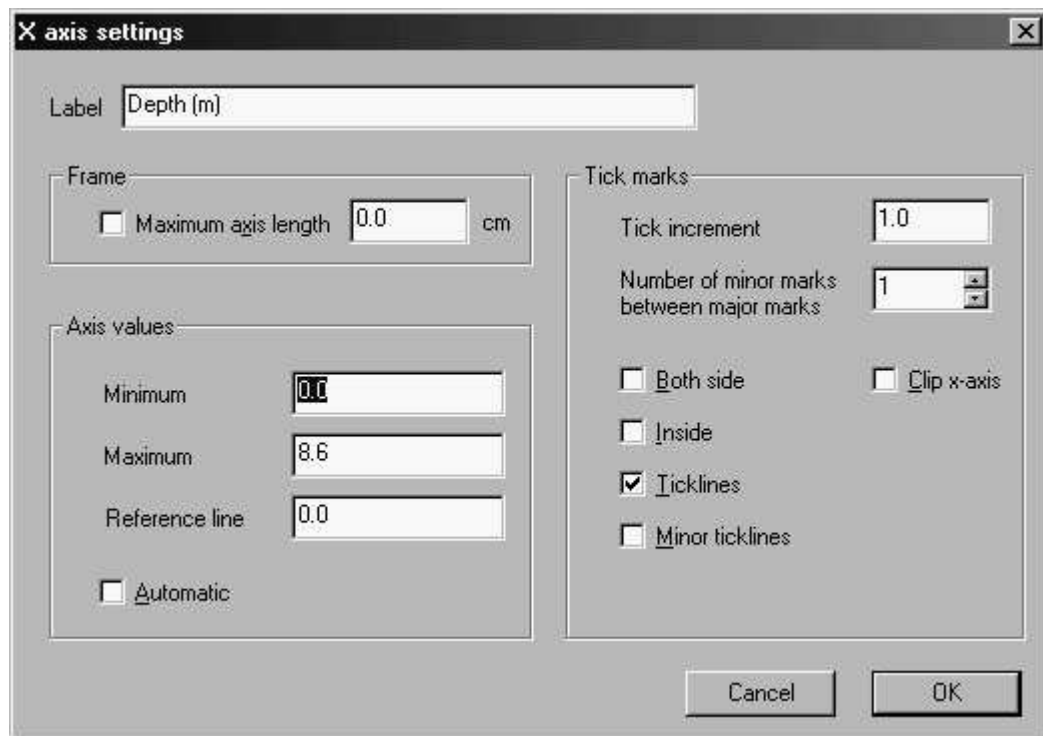 X axis settings
Label Depth (m)
Frame
Maximum axis length 0.0 cm
Axis values
Minimum 0.0
Maximum 8.6
Reference line 0.0
Automatic
Tick marks
Tick increment 1.0
Number of minor marks
between major marks 1
Both side Clip x-axis
Inside
Ticklines
Minor ticklines
Cancel OK